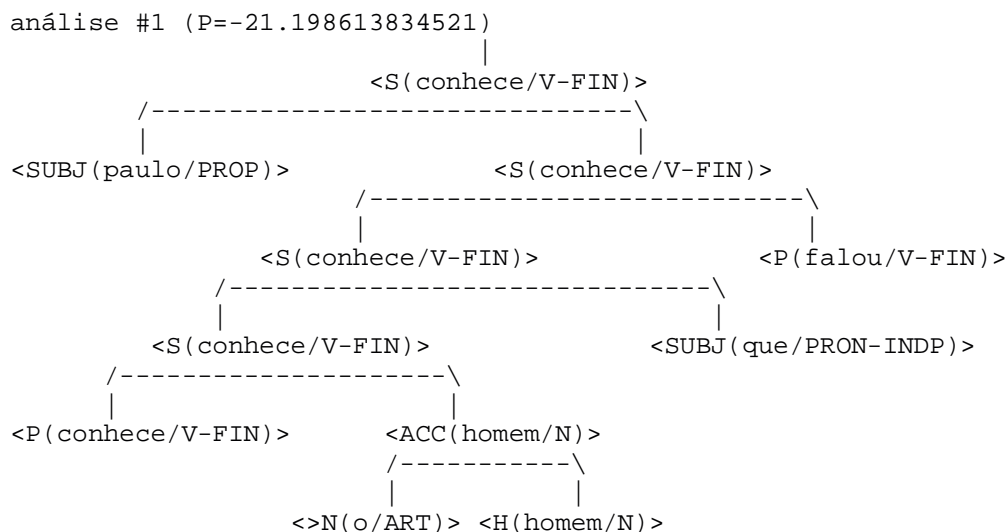 análise #1 (P=-21.198613834521)
|
<S(conhece/V-FIN)>
/-------------------------------\
| |
<SUBJ(paulo/PROP)> <S(conhece/V-FIN)>
/----------------------------\
| |
<S(conhece/V-FIN)> <P(falou/V-FIN)>
/-------------------------------\
| |
<S(conhece/V-FIN)> <SUBJ(que/PRON-INDP)>
/---------------------\
| |
<P(conhece/V-FIN)> <ACC(homem/N)>
/-----------\
| |
<>N(o/ART)> <H(homem/N)>